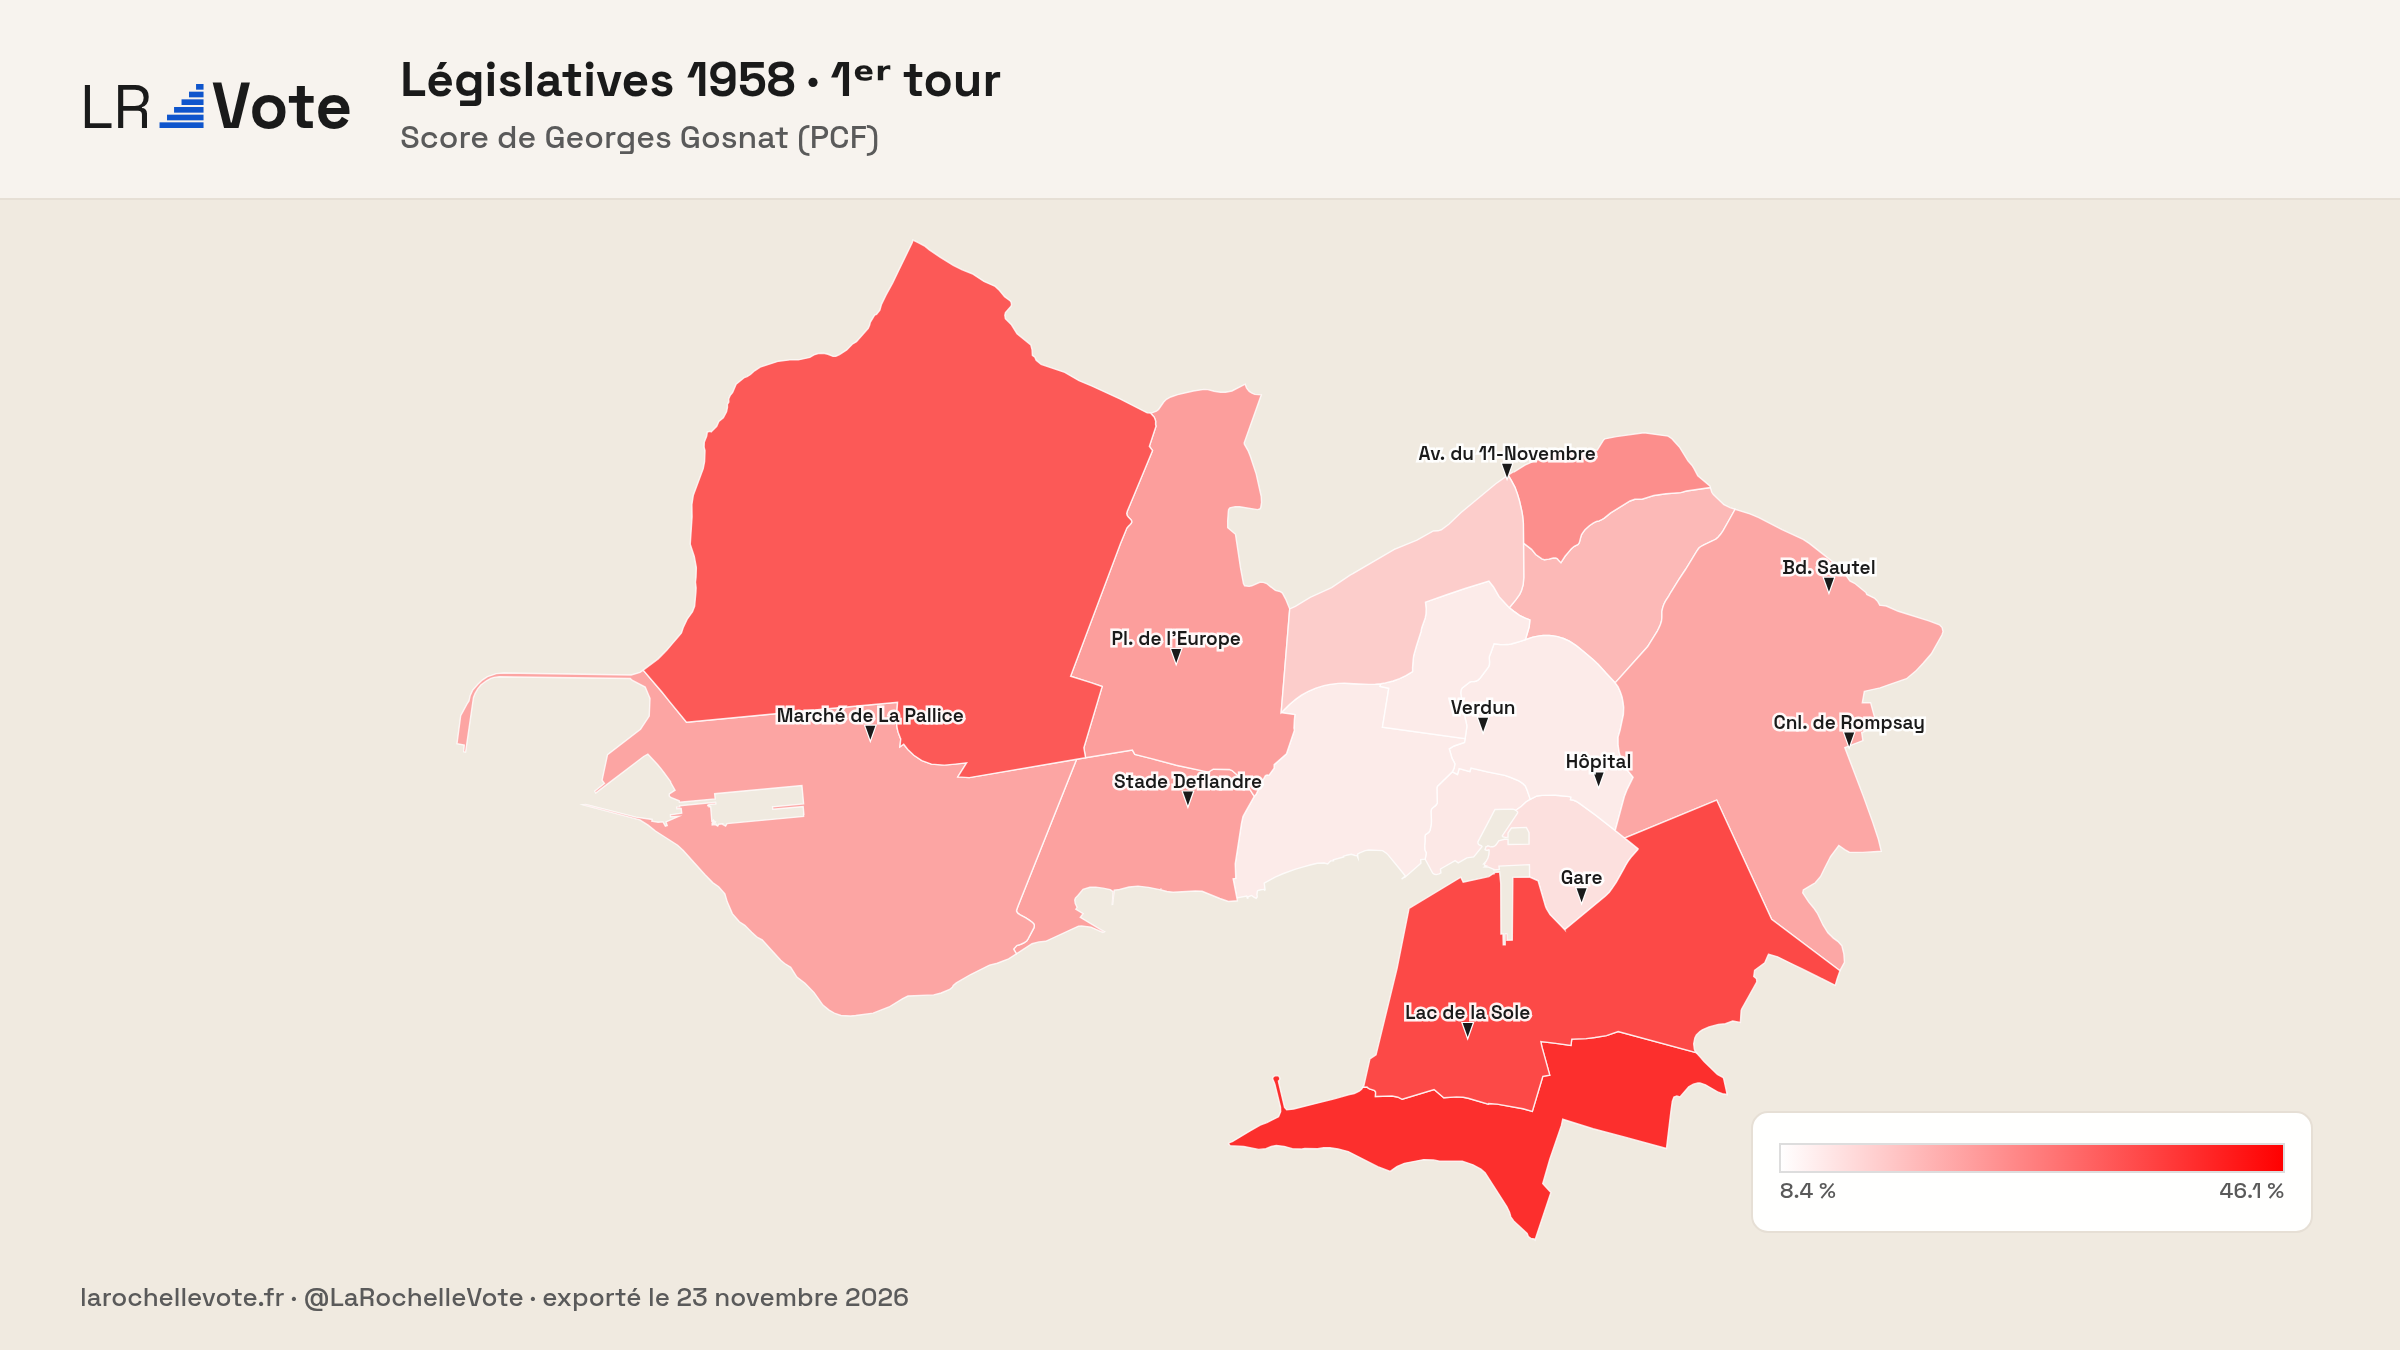 LR Vote
Législatives 1958 · 1er tour
Score de Georges Gosnat (PCF)
Av. du 11-Novembre
Bd. Sautel
Pl. de l'Europe
Verdun
Marché de La Pallice
Cnl. de Rompsay
Hôpital
Stade Deflandre
Gare
Lac de la Sole
8.4 %
46.1 %
larochellevote.fr · @LaRochelleVote · exporté le 23 novembre 2026